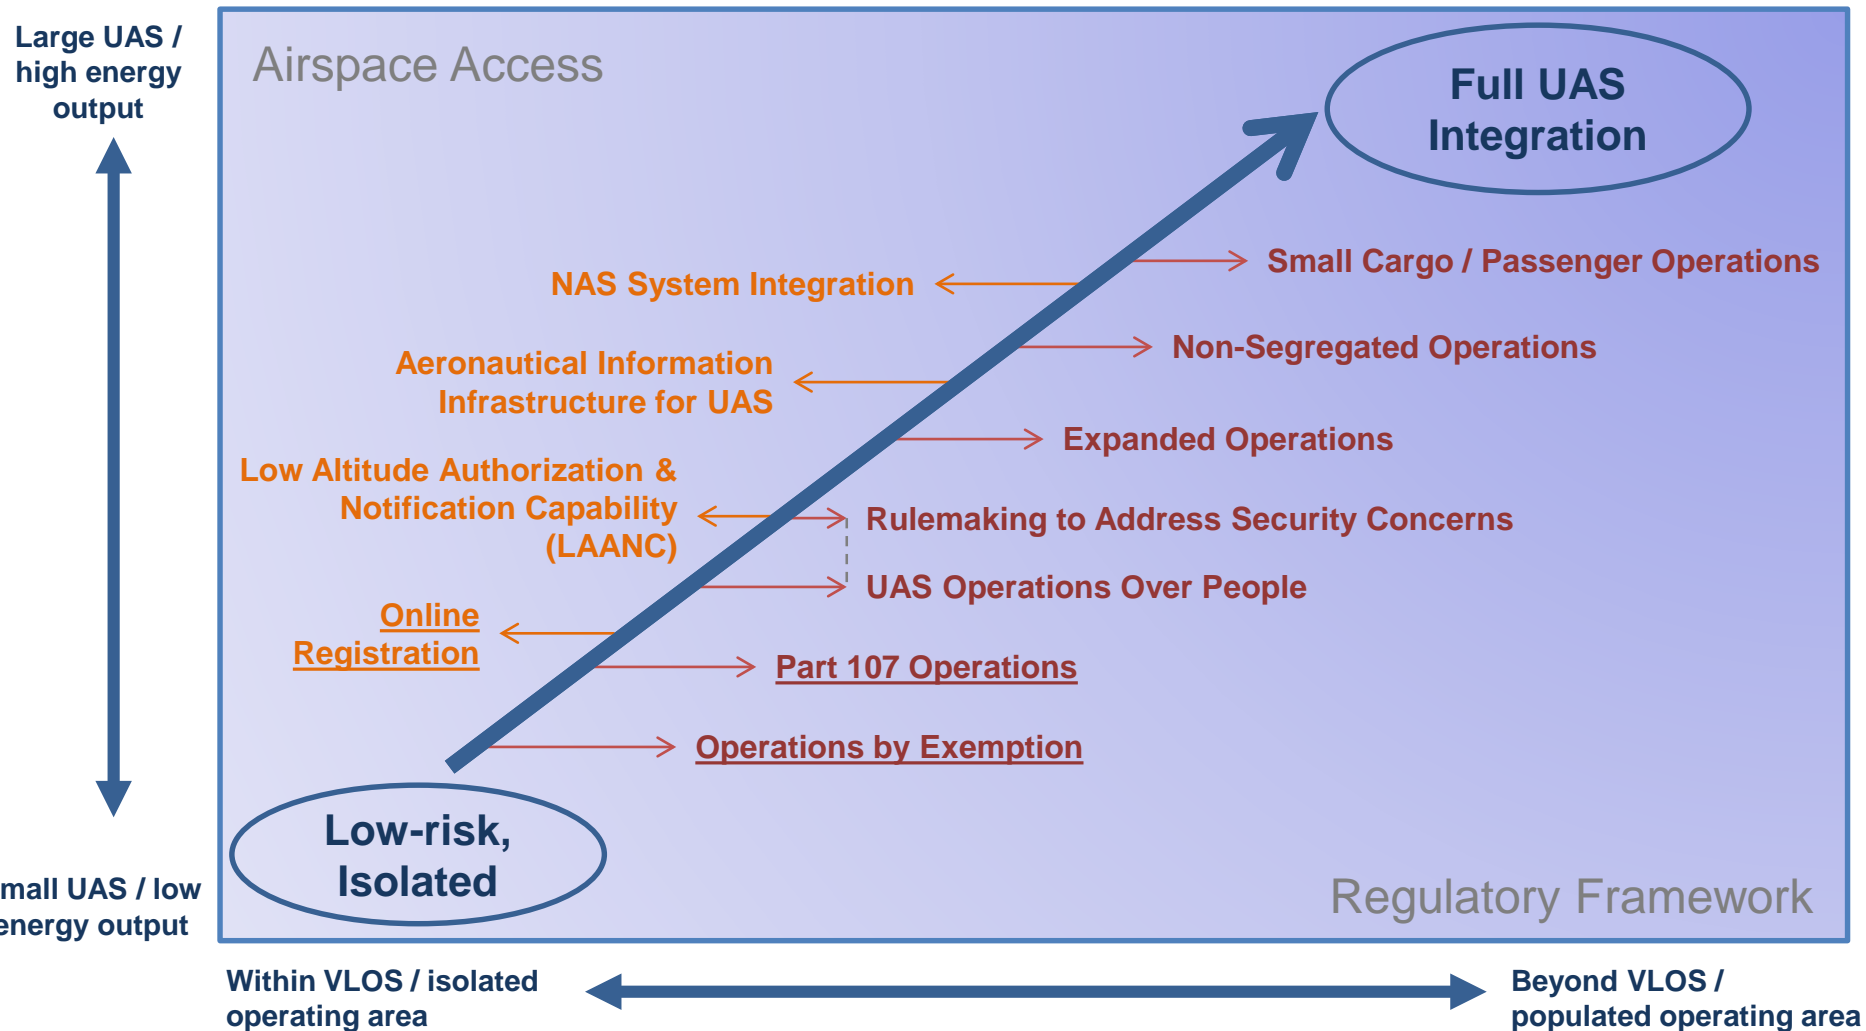 Large UAS /
high energy
output
Airspace Access
Full UAS
Integration
Small Cargo / Passenger Operations
NAS System Integration
Non-Segregated Operations
Aeronautical Information
Infrastructure for UAS
Expanded Operations
Low Altitude Authorization &
Notification Capability
(LAANC)
Rulemaking to Address Security Concerns
UAS Operations Over People
Online
Registration
Part 107 Operations
Operations by Exemption
Low-risk,
Isolated
mall UAS / low
energy output
Regulatory Framework
Within VLOS / isolated
operating area
Beyond VLOS /
populated operating area